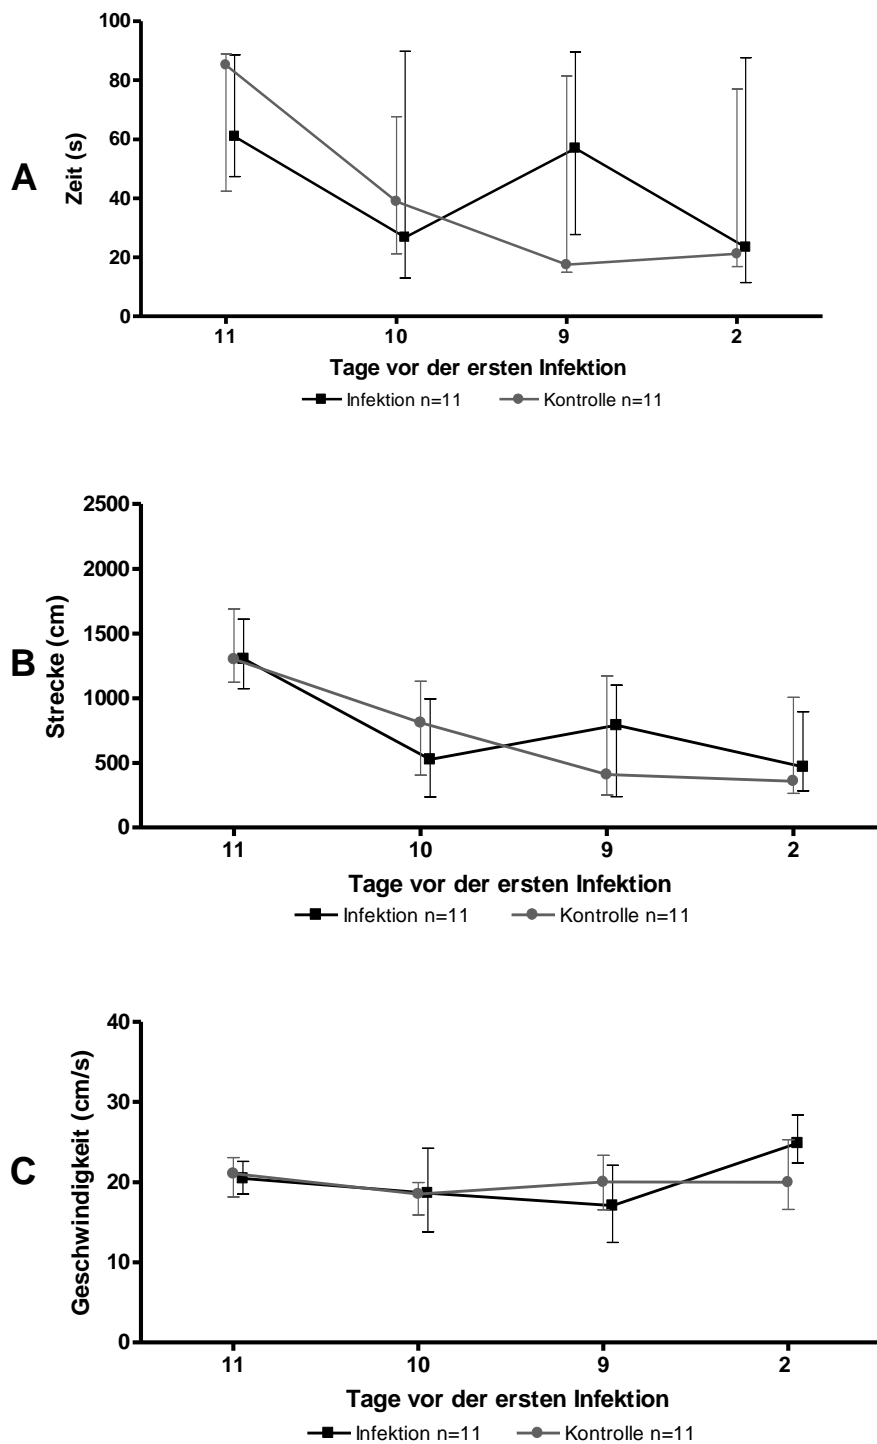 A
Zeit (s)
100
80
60
40
20
0
11 10 9 2
Tage vor der ersten Infektion
Infektion n=11 Kontrolle n=11
B
Strecke (cm)
2500
2000
1500
1000
500
0
11 10 9 2
Tage vor der ersten Infektion
Infektion n=11 Kontrolle n=11
C
Geschwindigkeit (cm/s)
40
30
20
10
0
11 10 9 2
Tage vor der ersten Infektion
Infektion n=11 Kontrolle n=11